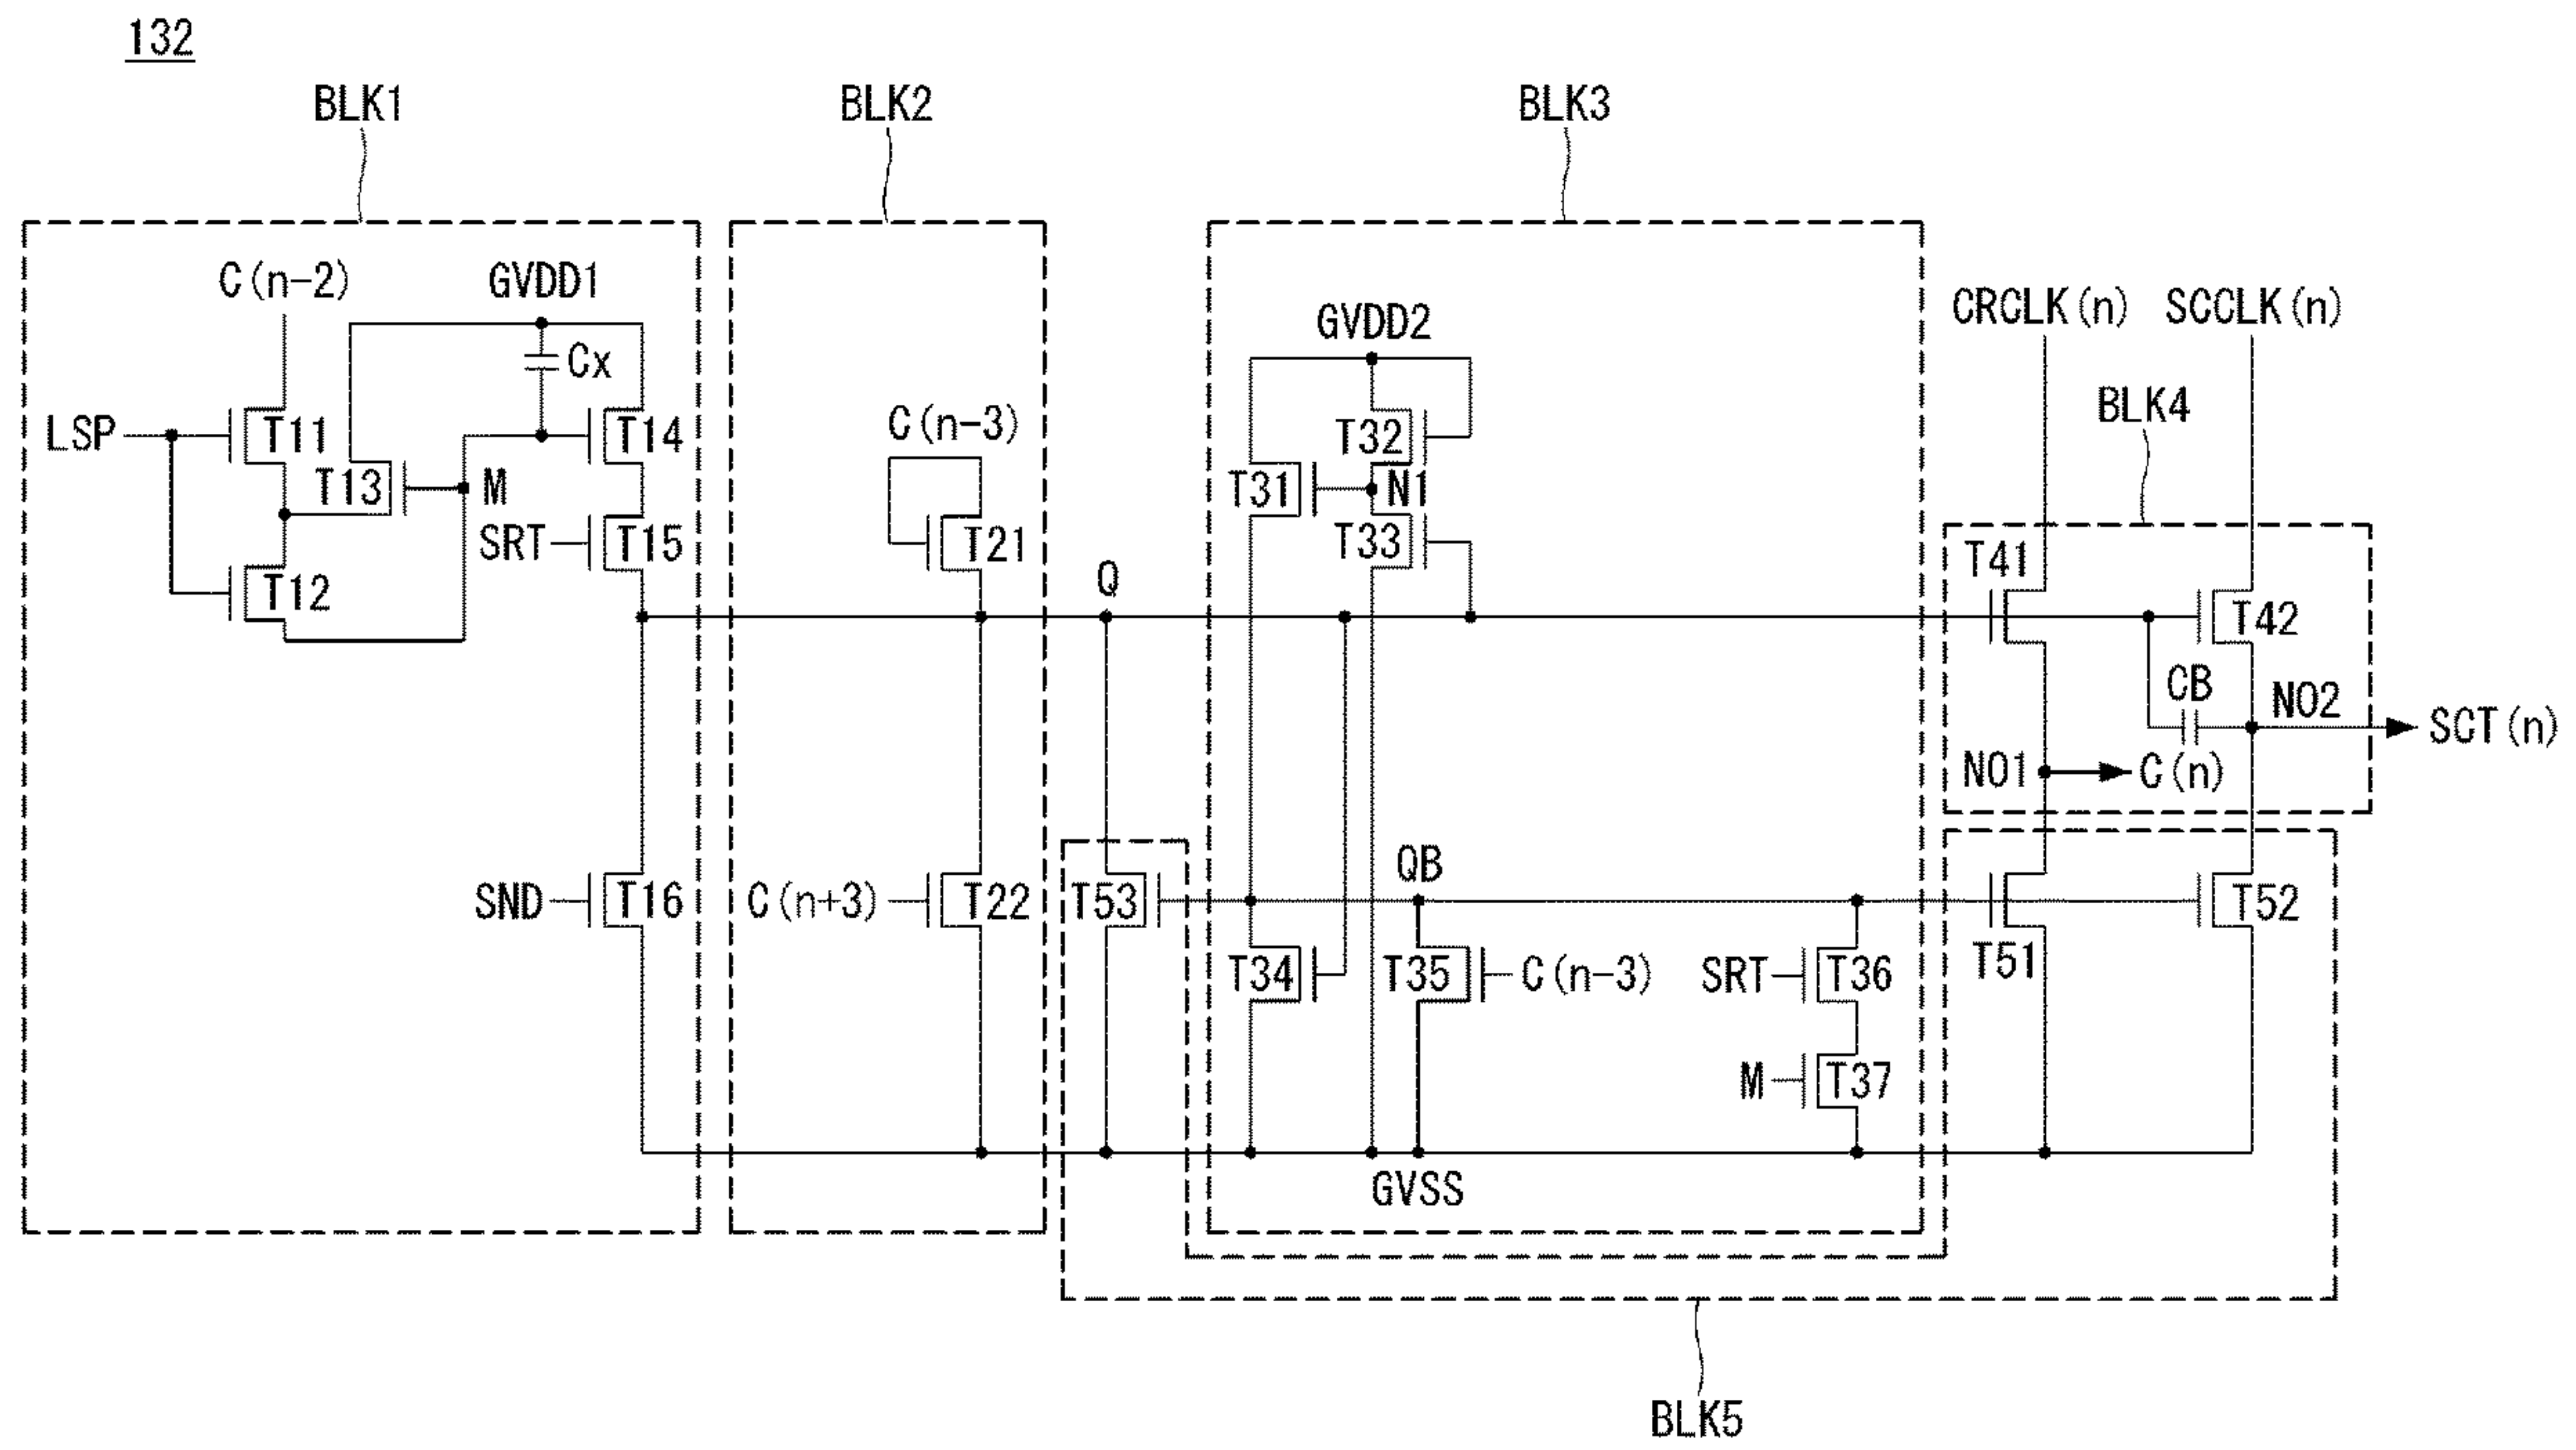 132
BLK1
BLK2
BLK3
C(n-2)
GVDD1
CRCLK(n)
SCCLK(n)
GVDD2
Cx
BLK4
LSP
T11
T14
C(n-3)
T32
T13
M
T31
N1
SRT
T15
T21
T33
T41
T12
Q
T42
CB
NO2
SCT(n)
NO1
C(n)
QB
SND
T16
C(n+3)
T22
T53
T52
T34
T35
C(n-3)
SRT
T36
T51
M
T37
GVSS
BLK5